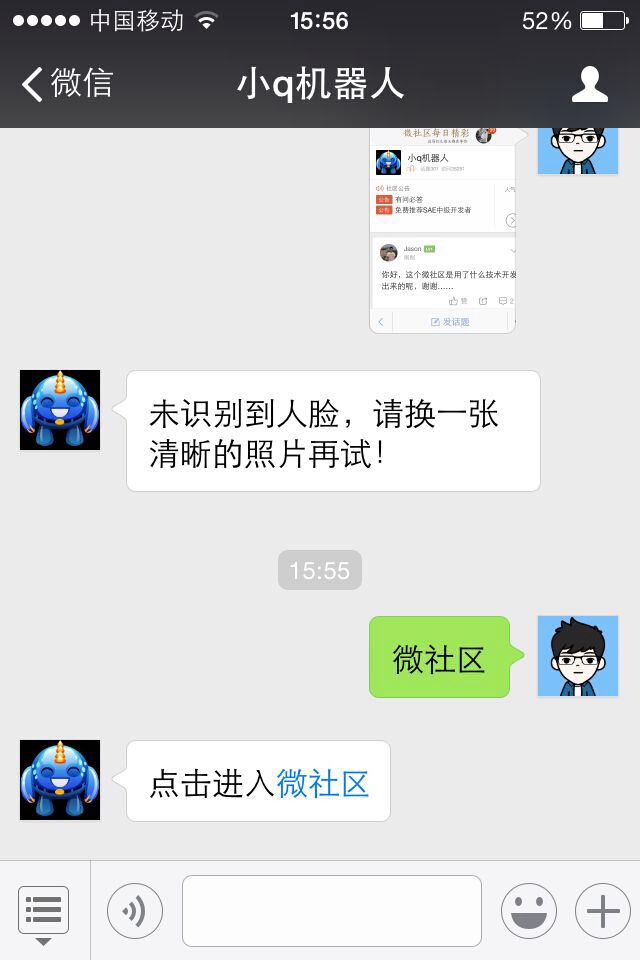 中国移动
15:56
52%
微信
小q机器人
微社区每日精彩
小q机器人
社区公告
公告 有问必答
公告 免费推荐SAE中级开发者
Jason
你好，这个微社区是用了什么技术开发
出来的呢，谢谢……
赞
2
发话题
未识别到人脸，请换一张
清晰的照片再试！
15:55
微社区
点击进入微社区